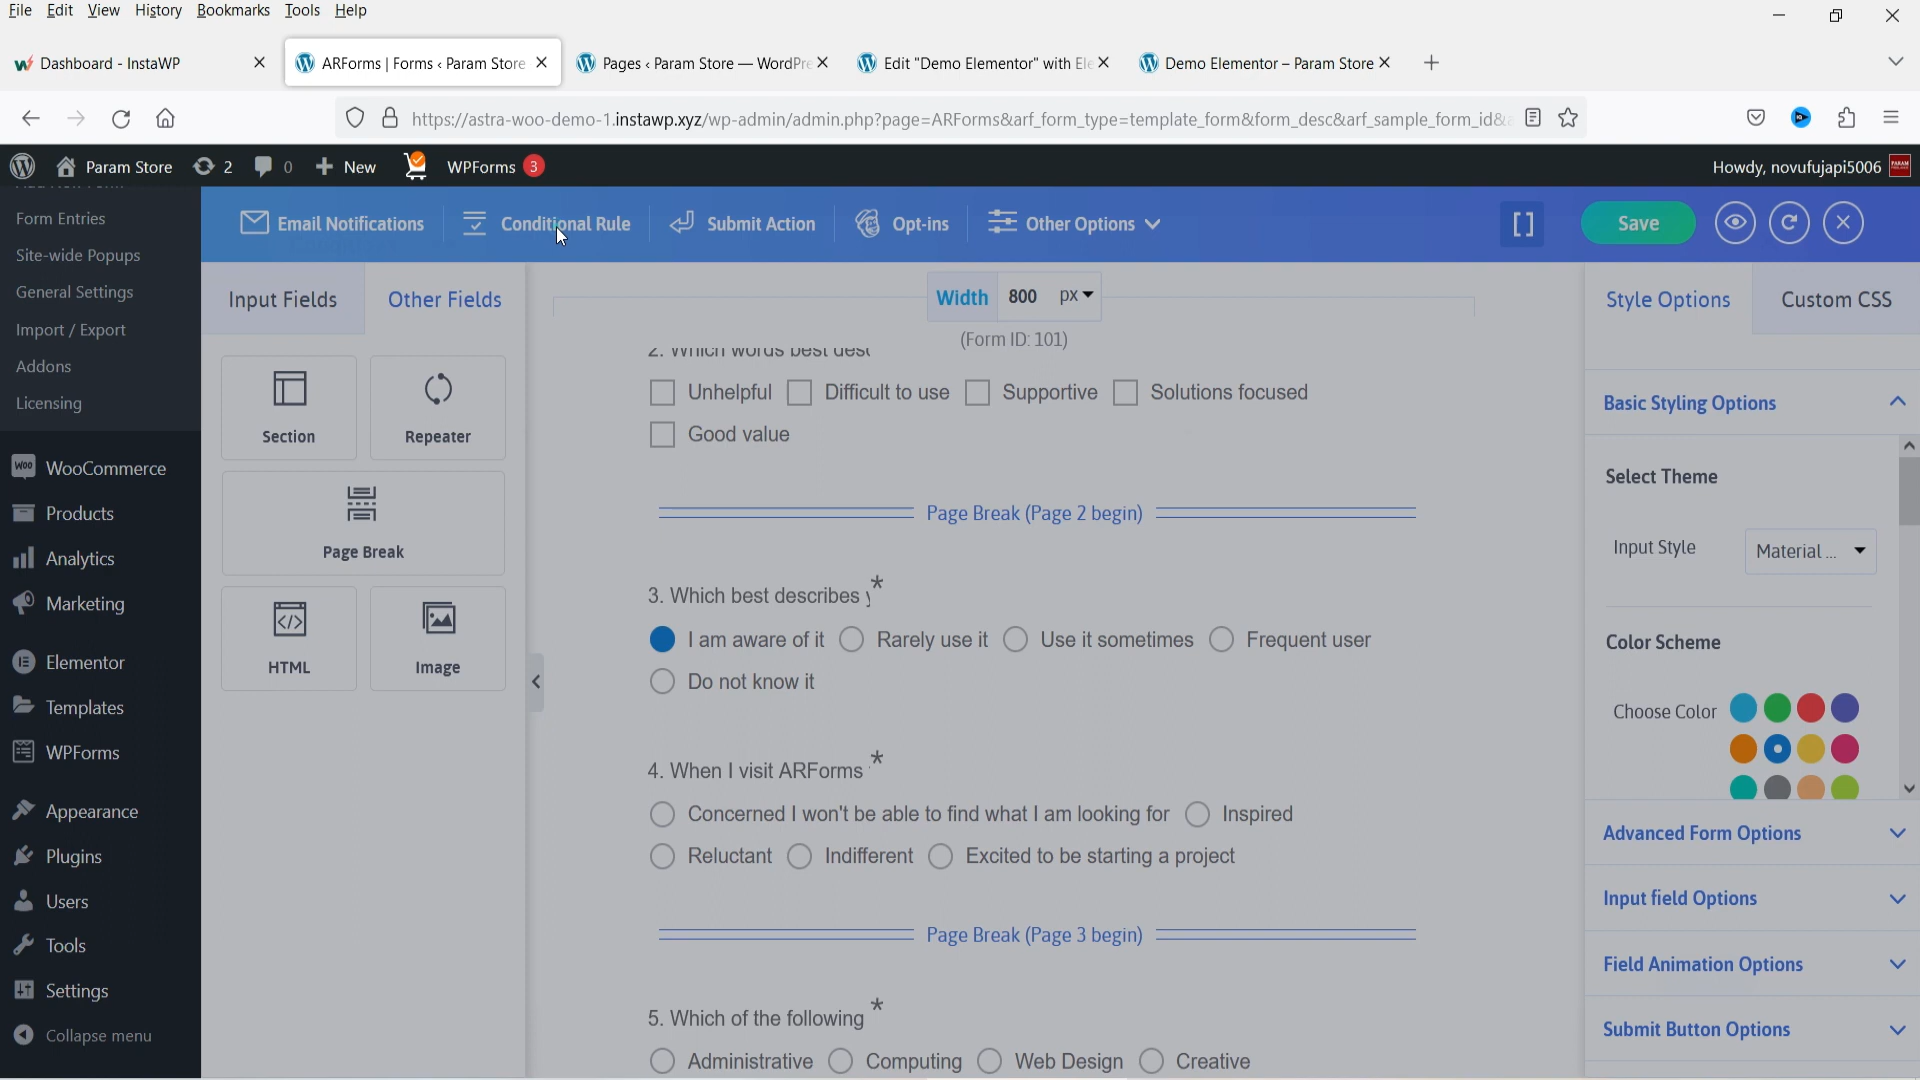 File Edit View History Bookmarks Tools Help
Dashboard - InstaWP
ARForms | Forms ‹ Param Store
Pages ‹ Param Store — WordPre
Edit "Demo Elementor" with Ele
Demo Elementor – Param Store
https://astra-woo-demo-1.instawp.xyz/wp-admin/admin.php?page=ARForms&arf_form_type=template_form&form_desc&arf_sample_form_id&
Param Store 2 0 New WPForms 3
Howdy, novufujapi5006
Form Entries
Site-wide Popups
General Settings
Import / Export
Addons
Licensing
WooCommerce
Products
Analytics
Marketing
Elementor
Templates
WPForms
Appearance
Plugins
Users
Tools
Settings
Collapse menu
Email Notifications
Conditional Rule
Submit Action
Opt-ins
Other Options
[ ]
Save
Input Fields
Other Fields
Section
Repeater
Page Break
HTML
Image
Width 800 px
(Form ID: 101)
2. Which words best desc
Unhelpful Difficult to use Supportive Solutions focused
Good value
Page Break (Page 2 begin)
3. Which best describes y*
I am aware of it Rarely use it Use it sometimes Frequent user
Do not know it
4. When I visit ARForms *
Concerned I won't be able to find what I am looking for Inspired
Reluctant Indifferent Excited to be starting a project
Page Break (Page 3 begin)
5. Which of the following *
Administrative Computing Web Design Creative
Style Options
Custom CSS
Basic Styling Options
Select Theme
Input Style
Material ...
Color Scheme
Choose Color
Advanced Form Options
Input field Options
Field Animation Options
Submit Button Options